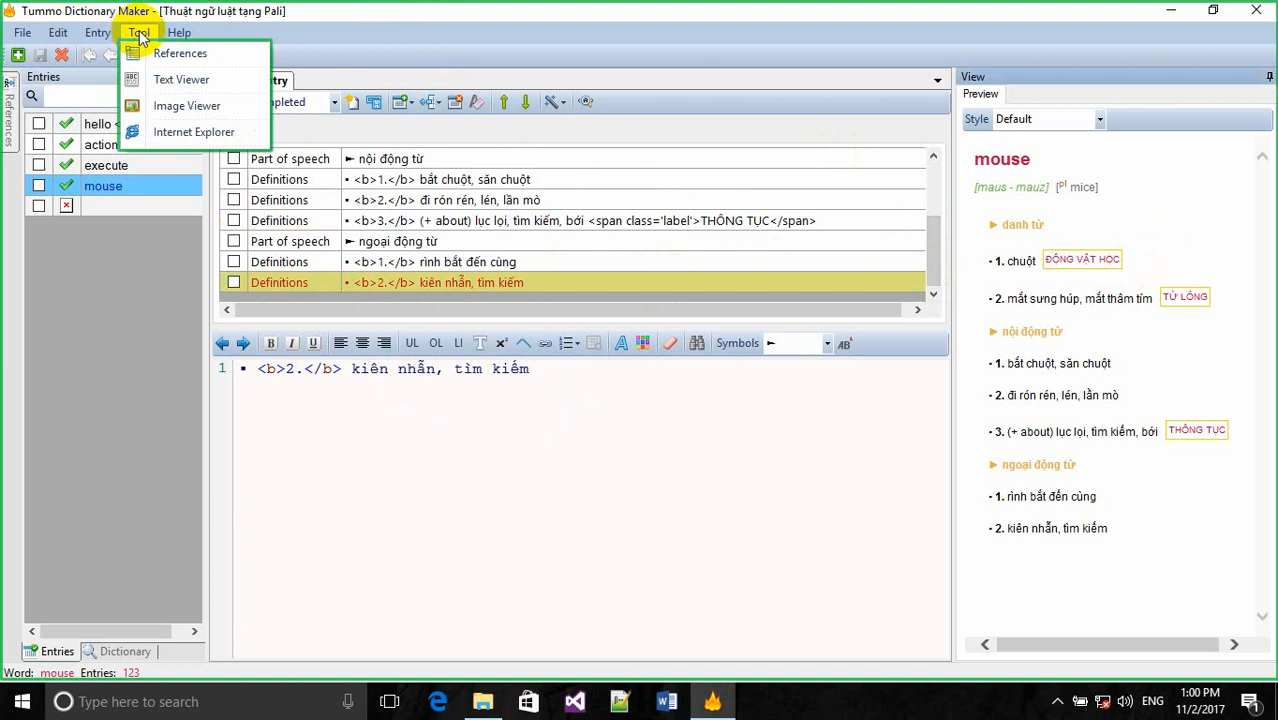 Tummo Dictionary Maker - [Thuật ngữ luật tạng Pali]
File Edit Entry Tool Help
References
Text Viewer
Image Viewer
Internet Explorer
Entries
References
hello
action
execute
mouse
Part of speech ► nội động từ
Definitions ▪ <b>1.</b> bắt chuột, săn chuột
Definitions ▪ <b>2.</b> đi rón rén, lén, lần mò
Definitions ▪ <b>3.</b> (+ about) lục lọi, tìm kiếm, bới <span class='label'>THÔNG TỤC</span>
Part of speech ► ngoại động từ
Definitions ▪ <b>1.</b> rình bắt đến cùng
Definitions ▪ <b>2.</b> kiên nhẫn, tìm kiếm
B I U UL OL LI T x² A Symbols ► AB
1 ▪ <b>2.</b> kiên nhẫn, tìm kiếm
View
Preview
Style Default
mouse
[maus - mauz] [pl mice]
► danh từ
- 1. chuột ĐỘNG VẬT HỌC
- 2. mắt sưng húp, mắt thâm tím TỪ LÓNG
► nội động từ
- 1. bắt chuột, săn chuột
- 2. đi rón rén, lén, lần mò
- 3. (+ about) lục lọi, tìm kiếm, bới THÔNG TỤC
► ngoại động từ
- 1. rình bắt đến cùng
- 2. kiên nhẫn, tìm kiếm
Entries Dictionary
Word: mouse Entries: 123
Type here to search
ENG
1:00 PM
11/2/2017